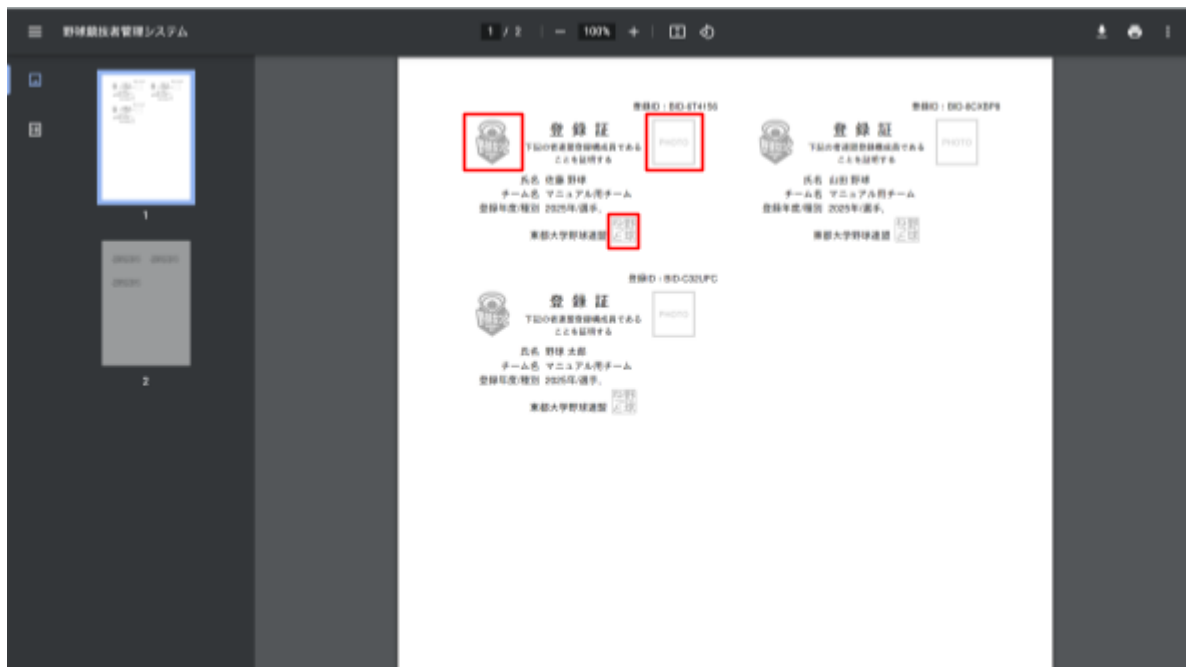 野球競技者管理システム
1 / 2
100%
1
2
登録ID：BID-8T4156
登録証
PHOTO
下記の者連盟登録構成員である
ことを証明する
氏名 佐藤 野球
チーム名 マニュアル用チーム
登録年度/種別 2025年/選手,
東都大学野球連盟
登録ID：BID-8CXBP8
登録証
PHOTO
下記の者連盟登録構成員である
ことを証明する
氏名 山田 野球
チーム名 マニュアル用チーム
登録年度/種別 2025年/選手,
東都大学野球連盟
登録ID：BID-C32UPC
登録証
PHOTO
下記の者連盟登録構成員である
ことを証明する
氏名 野球 太郎
チーム名 マニュアル用チーム
登録年度/種別 2025年/選手,
東都大学野球連盟